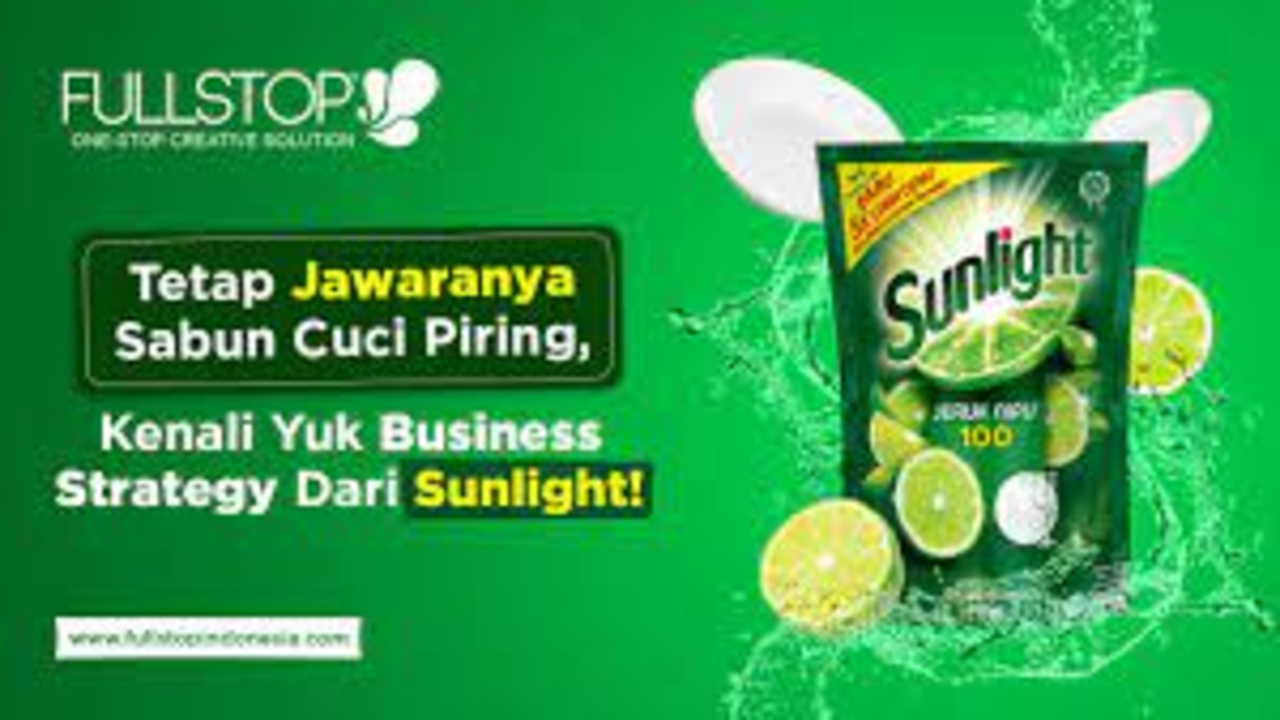 FULLSTOP
ONE-STOP CREATIVE SOLUTION
Tetap Jawaranya
Sabun Cuci Piring,
Kenali Yuk Business
Strategy Dari Sunlight!
www.fullstopindonesia.com
Sunlight
JERUK NIPIS
100